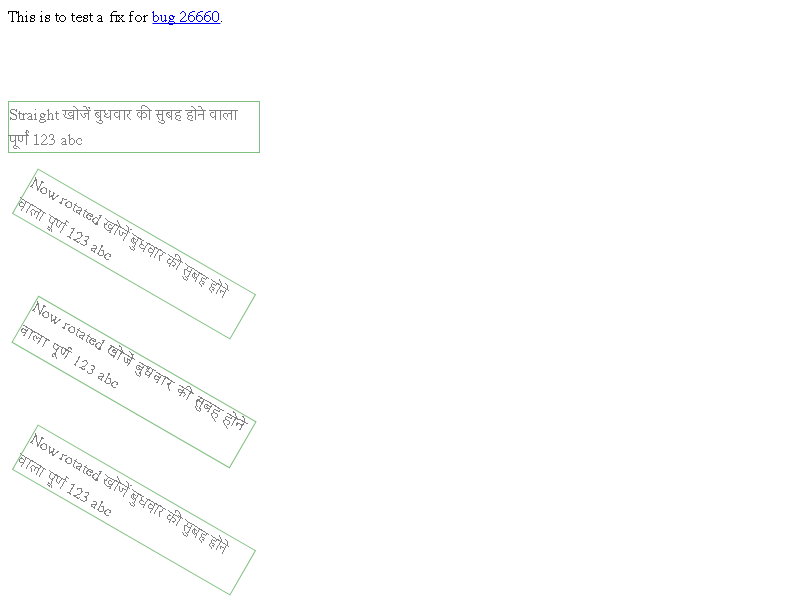 This is to test a fix for bug 26660.
Straight खोजें बुधवार की सुबह होने वाला
पूर्ण 123 abc
Now rotated खोजें बुधवार की सुबह होने
वाला पूर्ण 123 abc
Now rotated खोजें बुधवार की सुबह होने
वाला पूर्ण 123 abc
Now rotated खोजें बुधवार की सुबह होने
वाला पूर्ण 123 abc